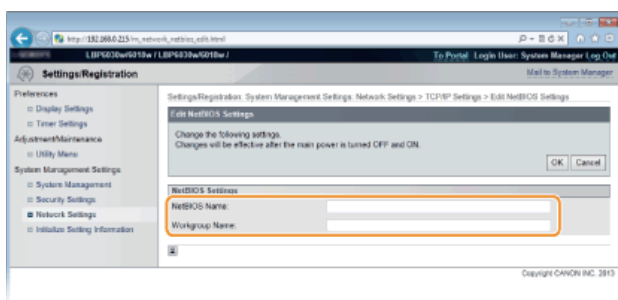 http://192.168.0.215/m_network_netbios_edit.html
LBP6030w/6018w / LBP6030w/6018w /
To Portal Login User: System Manager Log Out
Settings/Registration
Mail to System Manager
Preferences
Display Settings
Timer Settings
Adjustment/Maintenance
Utility Menu
System Management Settings
System Management
Security Settings
Network Settings
Initialize Setting Information
Settings/Registration: System Management Settings: Network Settings > TCP/IP Settings > Edit NetBIOS Settings
Edit NetBIOS Settings
Change the following settings.
Changes will be effective after the main power is turned OFF and ON.
OK Cancel
NetBIOS Settings
NetBIOS Name:
Workgroup Name:
Copyright CANON INC. 2013